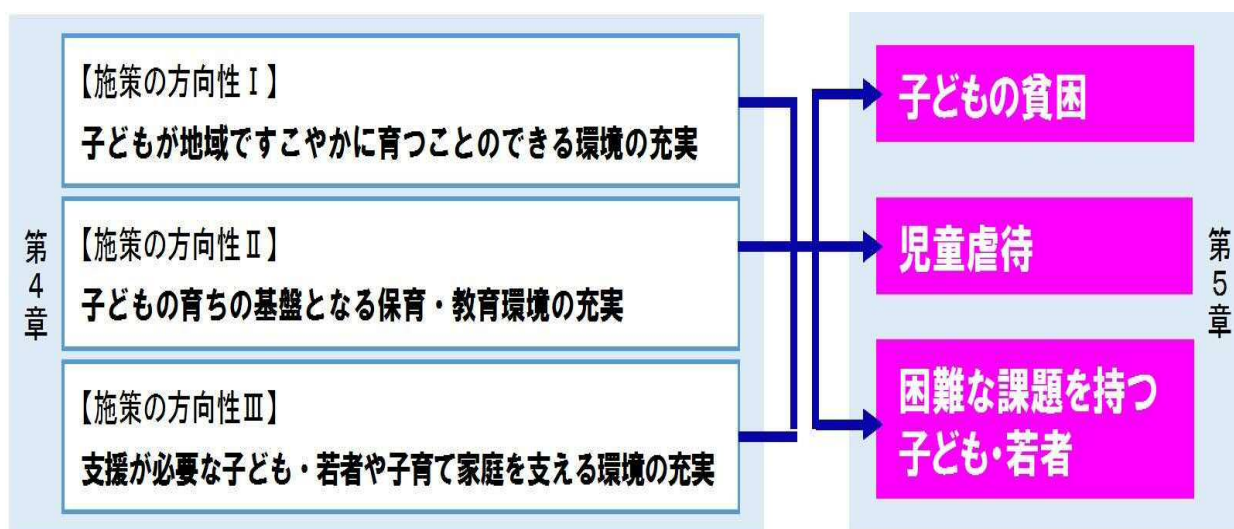 第4章
【施策の方向性Ⅰ】
子どもが地域ですこやかに育つことのできる環境の充実
【施策の方向性Ⅱ】
子どもの育ちの基盤となる保育・教育環境の充実
【施策の方向性Ⅲ】
支援が必要な子ども・若者や子育て家庭を支える環境の充実
子どもの貧困
児童虐待
困難な課題を持つ
子ども・若者
第5章